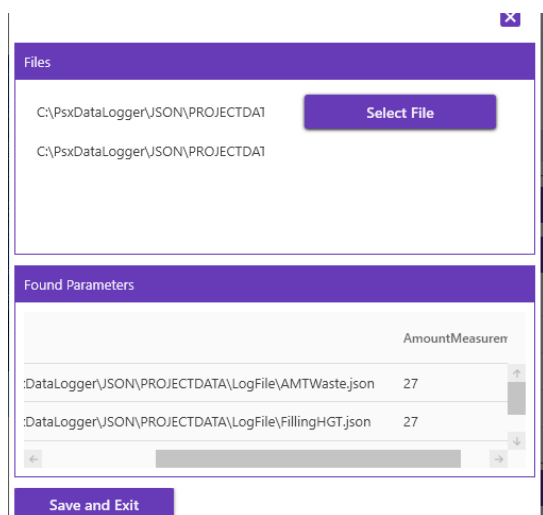 Files
C:\PsxDataLogger\JSON\PROJECTDAT
Select File
C:\PsxDataLogger\JSON\PROJECTDAT
Found Parameters
AmountMeasurem
:DataLogger\JSON\PROJECTDATA\LogFile\AMTWaste.json 27
:DataLogger\JSON\PROJECTDATA\LogFile\FillingHGT.json 27
Save and Exit